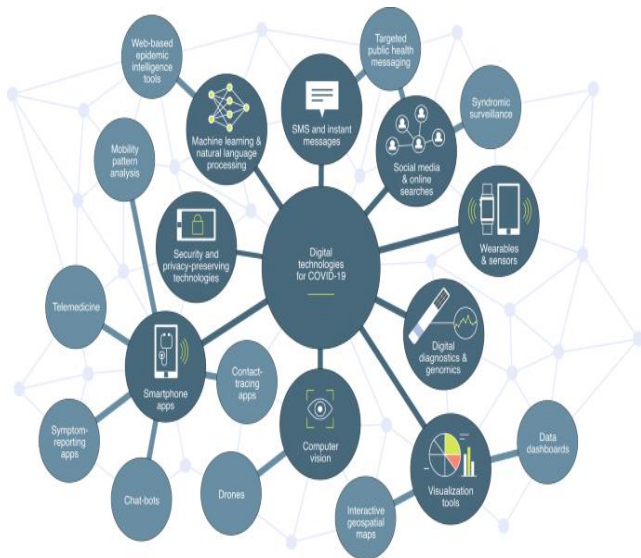 Web-based
epidemic
intelligence
tools
Targeted
public health
messaging
SMS and instant
messages
Syndromic
surveillance
Machine learning &
natural language
processing
Social media
& online
searches
Mobility
pattern
analysis
Security and
privacy-preserving
technologies
Digital
technologies
for COVID-19
Wearables
& sensors
Telemedicine
Digital
diagnostics &
genomics
Smartphone
apps
Contact-
tracing apps
Symptom-
reporting
apps
Computer
vision
Data
dashboards
Chat-bots
Drones
Visualization
tools
Interactive
geospatial
maps